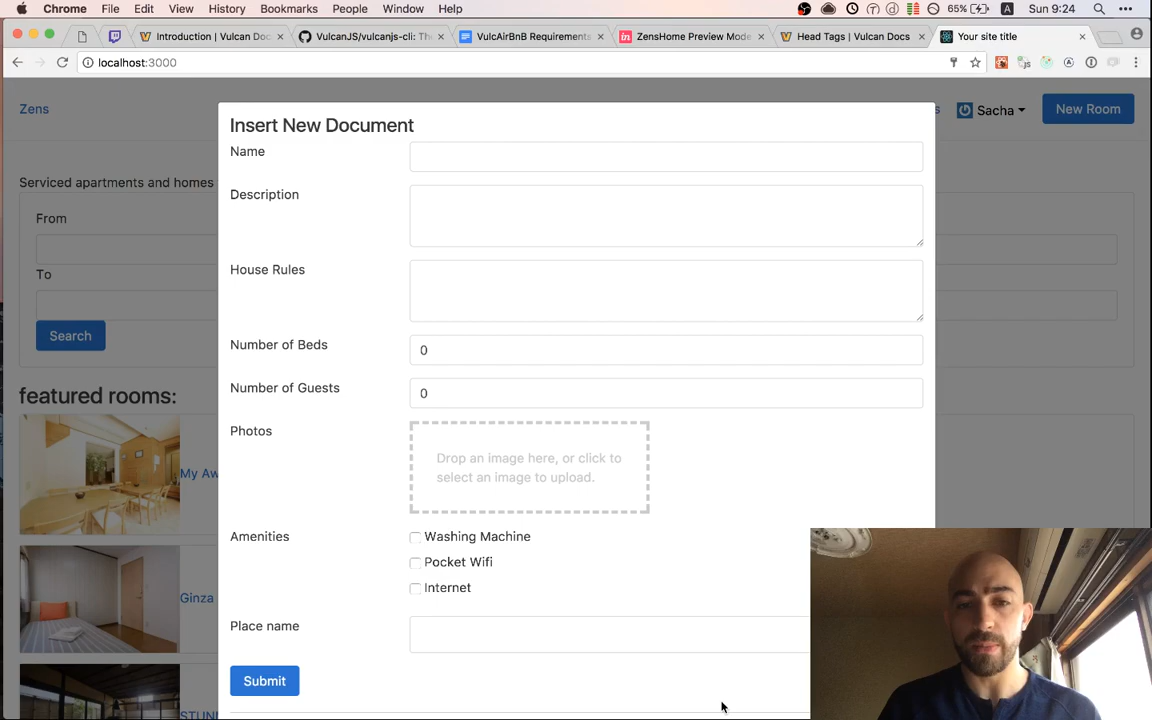 Chrome File Edit View History Bookmarks People Window Help 65% A Sun 9:24
Introduction | Vulcan Doc
VulcanJS/vulcanjs-cli: The
VulcAirBnB Requirements
ZensHome Preview Mode
Head Tags | Vulcan Docs
Your site title
localhost:3000
Zens
Sacha
New Room
Insert New Document
Name
Description
House Rules
Number of Beds
0
Number of Guests
0
Photos
Drop an image here, or click to
select an image to upload.
Amenities
Washing Machine
Pocket Wifi
Internet
Place name
Submit
Serviced apartments and homes
From
To
Search
featured rooms:
My Aw
Ginza
STUN